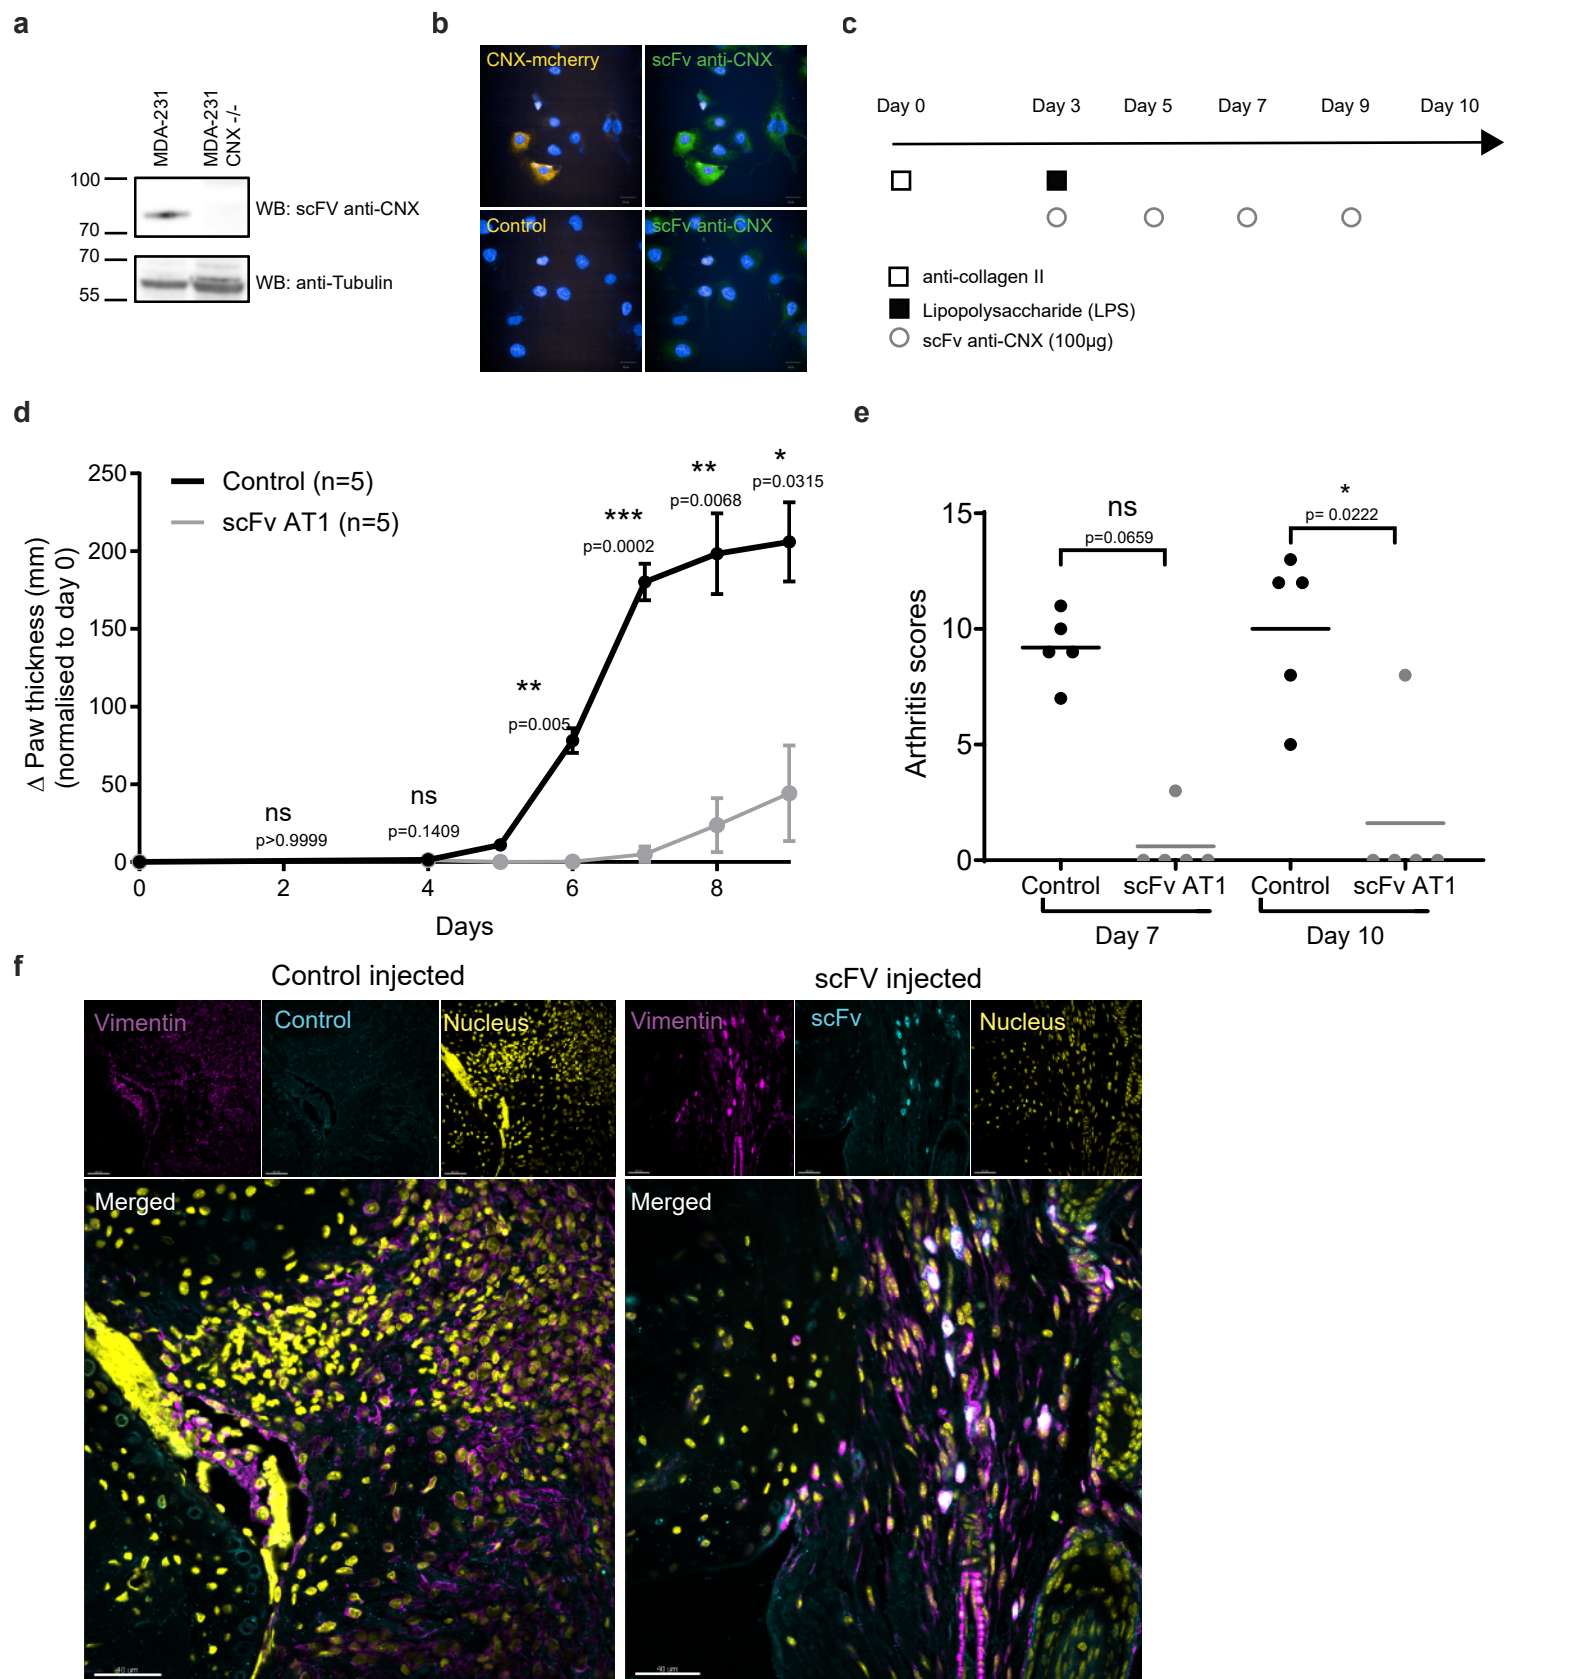 a
MDA-231
MDA-231
CNX -/-
100
70
WB: scFV anti-CNX
70
55
WB: anti-Tubulin
b
CNX-mcherry
scFv anti-CNX
Control
scFv anti-CNX
c
Day 0
Day 3
Day 5
Day 7
Day 9
Day 10
anti-collagen II
Lipopolysaccharide (LPS)
scFv anti-CNX (100µg)
d
Δ Paw thickness (mm)
(normalised to day 0)
250
200
150
100
50
0
Control (n=5)
scFv AT1 (n=5)
ns
p>0.9999
ns
p=0.1409
**
p=0.005
***
p=0.0002
**
p=0.0068
*
p=0.0315
0
2
4
6
8
Days
e
Arthritis scores
15
10
5
0
ns
p=0.0659
*
p= 0.0222
Control
scFv AT1
Control
scFv AT1
Day 7
Day 10
f
Control injected
scFV injected
Vimentin
Control
Nucleus
Vimentin
scFv
Nucleus
Merged
Merged